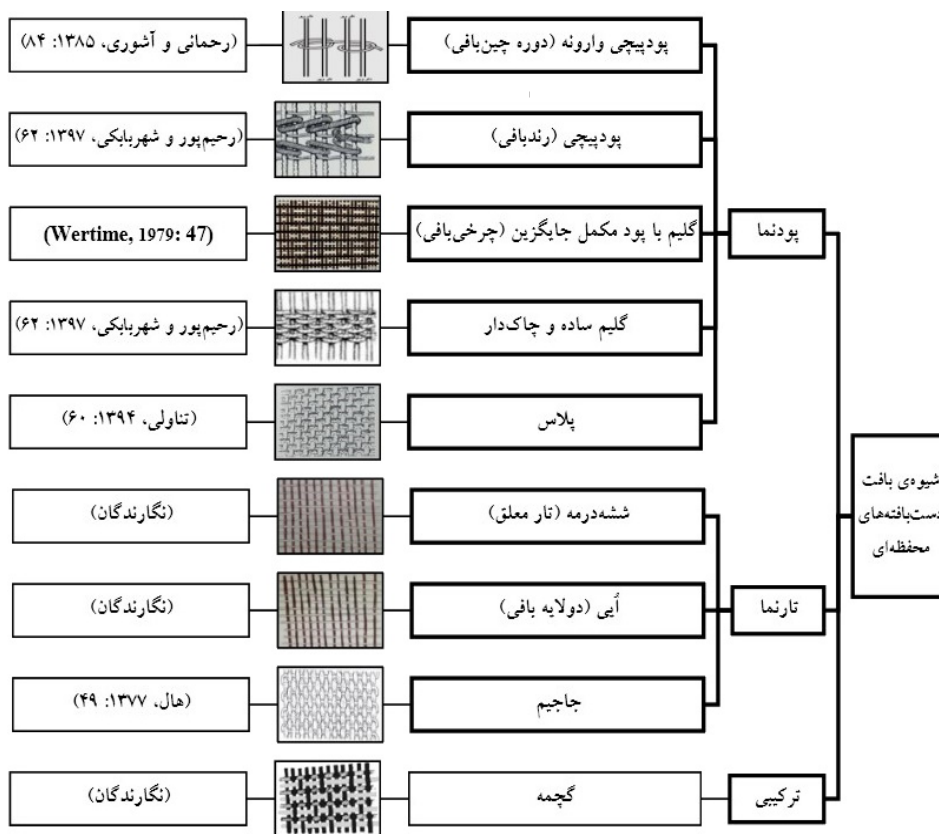 شیوه‌ی بافت
دست‌بافته‌های
محفظه‌ای
پودنما
پودپیچی وارونه (دوره چین‌بافی)
(رحمانی و آشوری، ۱۳۸۵: ۸۴)
پودپیچی (رندبافی)
(رحیم‌پور و شهربابکی، ۱۳۹۷: ۶۲)
گلیم با پود مکمل جایگزین (چرخی‌بافی)
(Wertime, 1979: 47)
گلیم ساده و چاک‌دار
(رحیم‌پور و شهربابکی، ۱۳۹۷: ۶۲)
پلاس
(تناولی، ۱۳۹۴: ۶۰)
تارنما
ششه‌درمه (تار معلق)
(نگارندگان)
اُیی (دولایه بافی)
(نگارندگان)
جاجیم
(هال، ۱۳۷۷: ۴۹)
ترکیبی
گچمه
(نگارندگان)